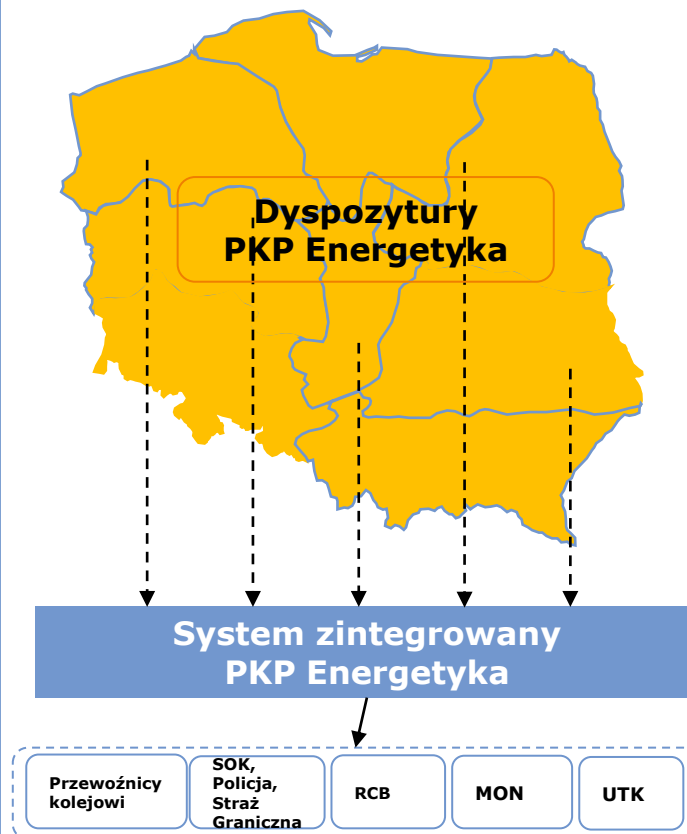 Dyspozytury
PKP Energetyka
System zintegrowany
PKP Energetyka
Przewoźnicy
kolejowi
SOK,
Policja,
Straż
Graniczna
RCB
MON
UTK